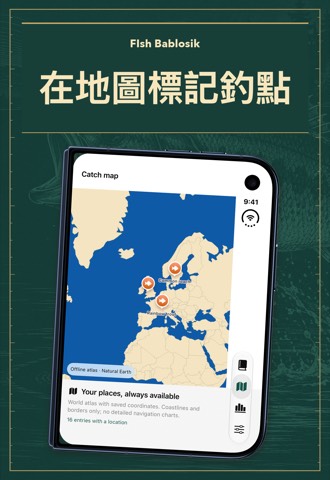 FIsh Bablosik
在地圖標記釣點
Catch map
9:41
Offline atlas · Natural Earth
Your places, always available
World atlas with saved coordinates. Coastlines and
borders only; no detailed navigation charts.
16 entries with a location